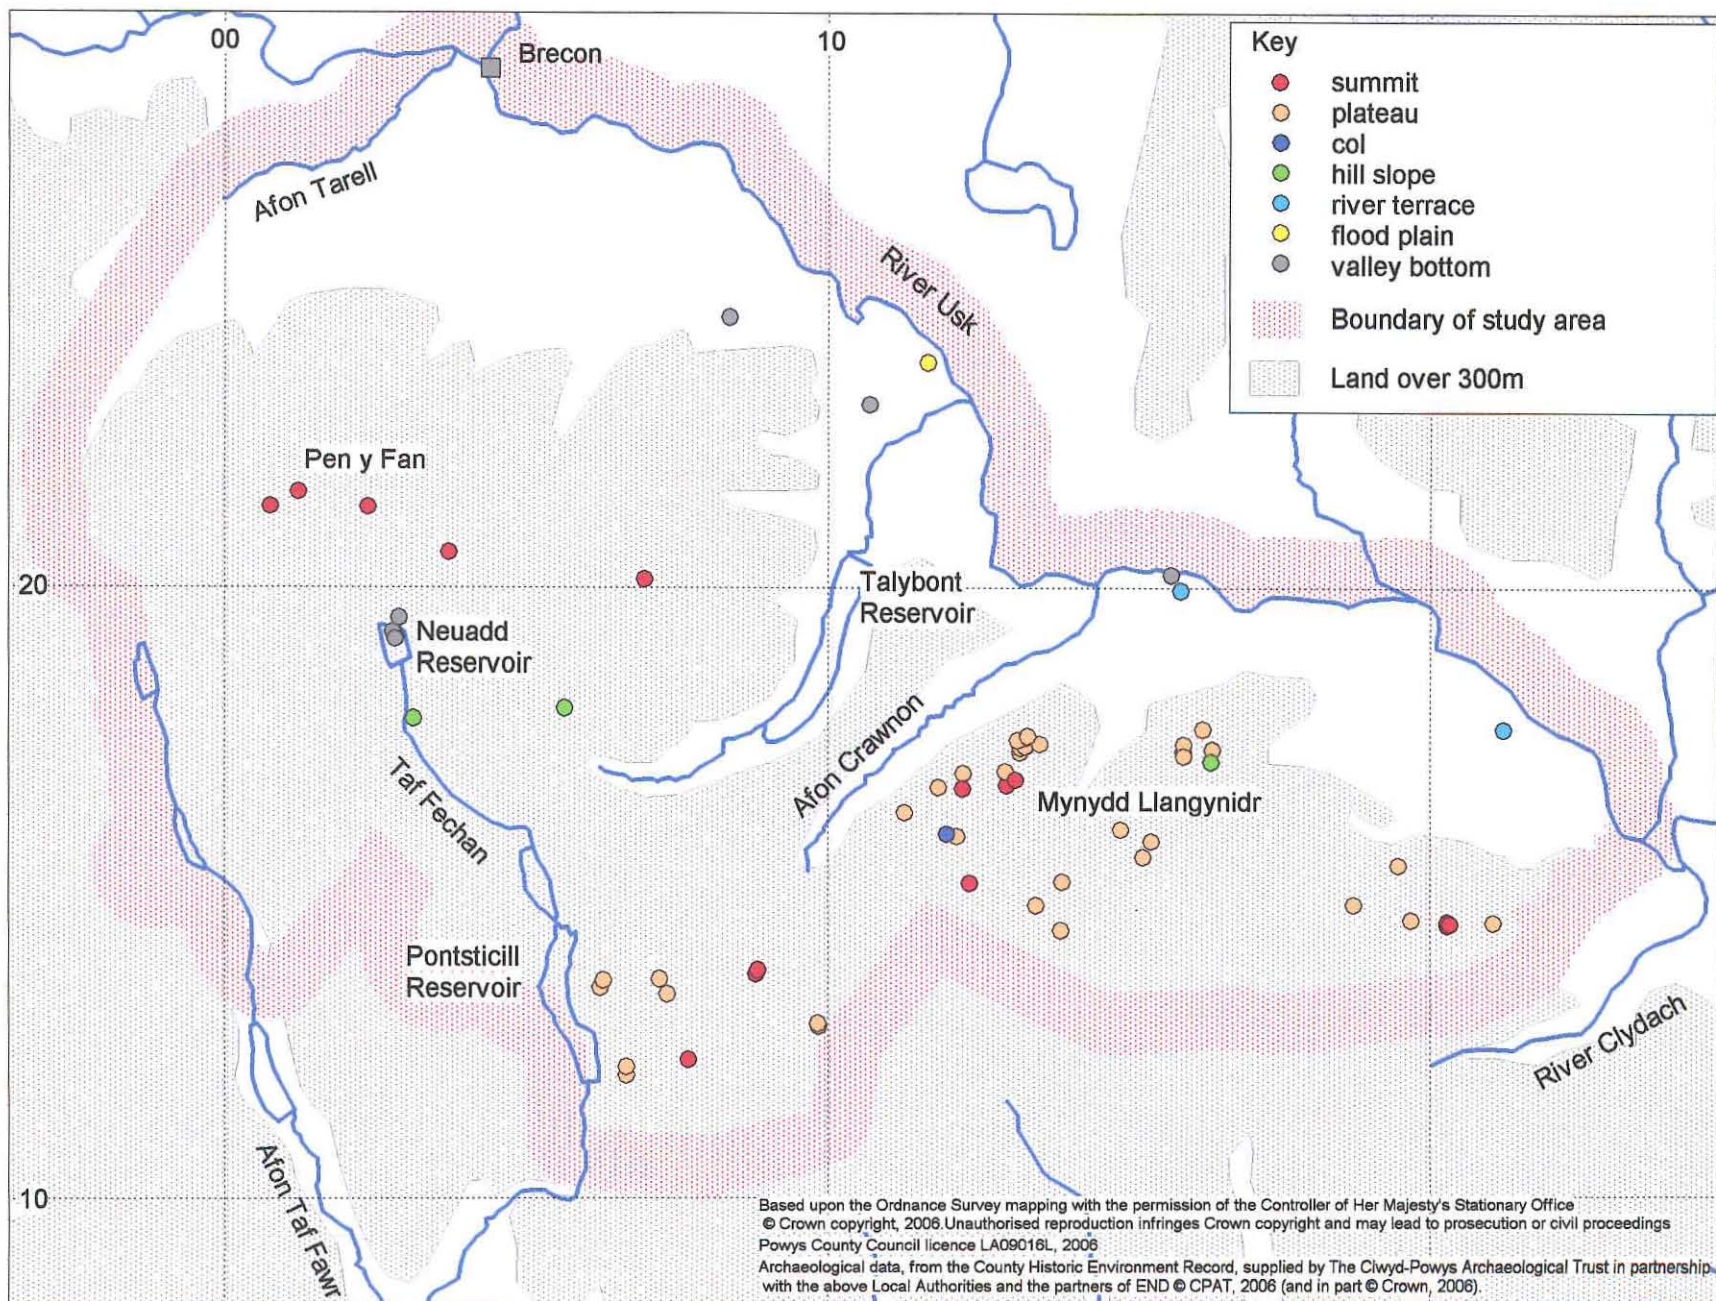 00
10
Brecon
Key
summit
plateau
col
hill slope
river terrace
flood plain
valley bottom
Boundary of study area
Land over 300m
Afon Tarell
River Usk
Pen y Fan
20
Talybont
Reservoir
Neuadd
Reservoir
Afon Crawnon
Taf Fechan
Mynydd Llangynidr
Pontsticill
Reservoir
River Clydach
Afon Taf Fawr
10
Based upon the Ordnance Survey mapping with the permission of the Controller of Her Majesty's Stationary Office
© Crown copyright, 2006.Unauthorised reproduction infringes Crown copyright and may lead to prosecution or civil proceedings
Powys County Council licence LA09016L, 2006
Archaeological data, from the County Historic Environment Record, supplied by The Clwyd-Powys Archaeological Trust in partnership
with the above Local Authorities and the partners of END © CPAT, 2006 (and in part © Crown, 2006).